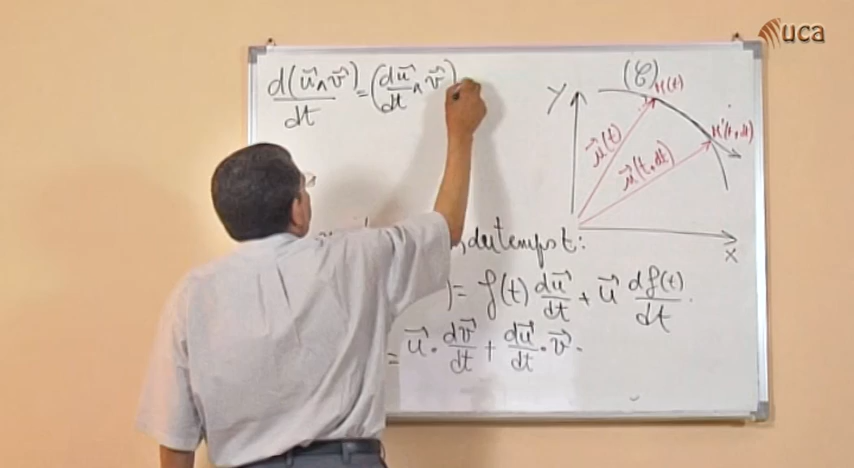 uca
d(u⃗ ∧ v⃗)/dt = (du⃗/dt ∧ v⃗)
(C)
M(t)
Y
M'(t+dt)
u⃗(t)
u⃗(t+dt)
X
du temps t:
) = f(t) du⃗/dt + u⃗ df(t)/dt.
= u⃗ · dv⃗/dt + du⃗/dt · v⃗.